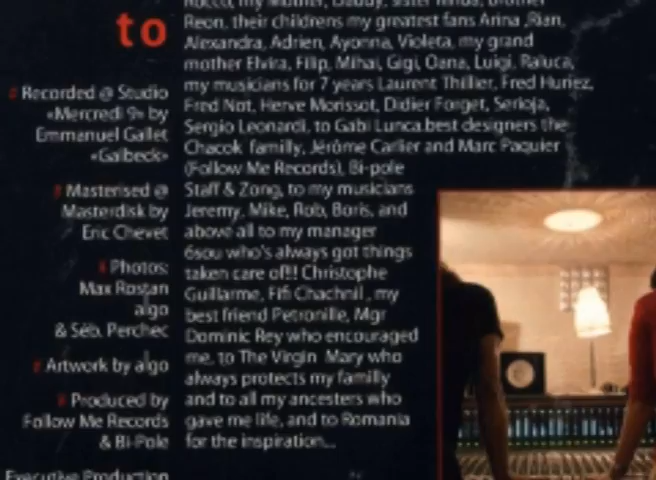 to
# Recorded @ Studio
«Mercredi 9» by
Emmanuel Gallet
«Galbeck»
# Masterised @
Masterdisk by
Eric Chevet
# Photos:
Max Rostan
algo
& Séb. Perchec
# Artwork by algo
# Produced by
Follow Me Records
& Bi-Pole
Executive Production
my Mother, Daddy, sister
Reon, their childrens my greatest fans Arina ,Rian,
Alexandra, Adrien, Ayonna, Violeta, my grand
mother Elvira, Filip, Mihai, Gigi, Oana, Luigi, Raluca,
my musicians for 7 years Laurent Thillier, Fred Huriez,
Fred Not, Herve Morissot, Didier Forget, Serioja,
Sergio Leonardi, to Gabi Lunca.best designers the
Chacok familly, Jérôme Carlier and Marc Paquier
(Follow Me Records), Bi-pole
Staff & Zong, to my musicians
Jeremy, Mike, Rob, Boris, and
above all to my manager
6sou who's always got things
taken care of!!! Christophe
Guillarme, Fifi Chachnil , my
best friend Petronille, Mgr
Dominic Rey who encouraged
me, to The Virgin Mary who
always protects my familly
and to all my ancesters who
gave me life, and to Romania
for the inspiration...